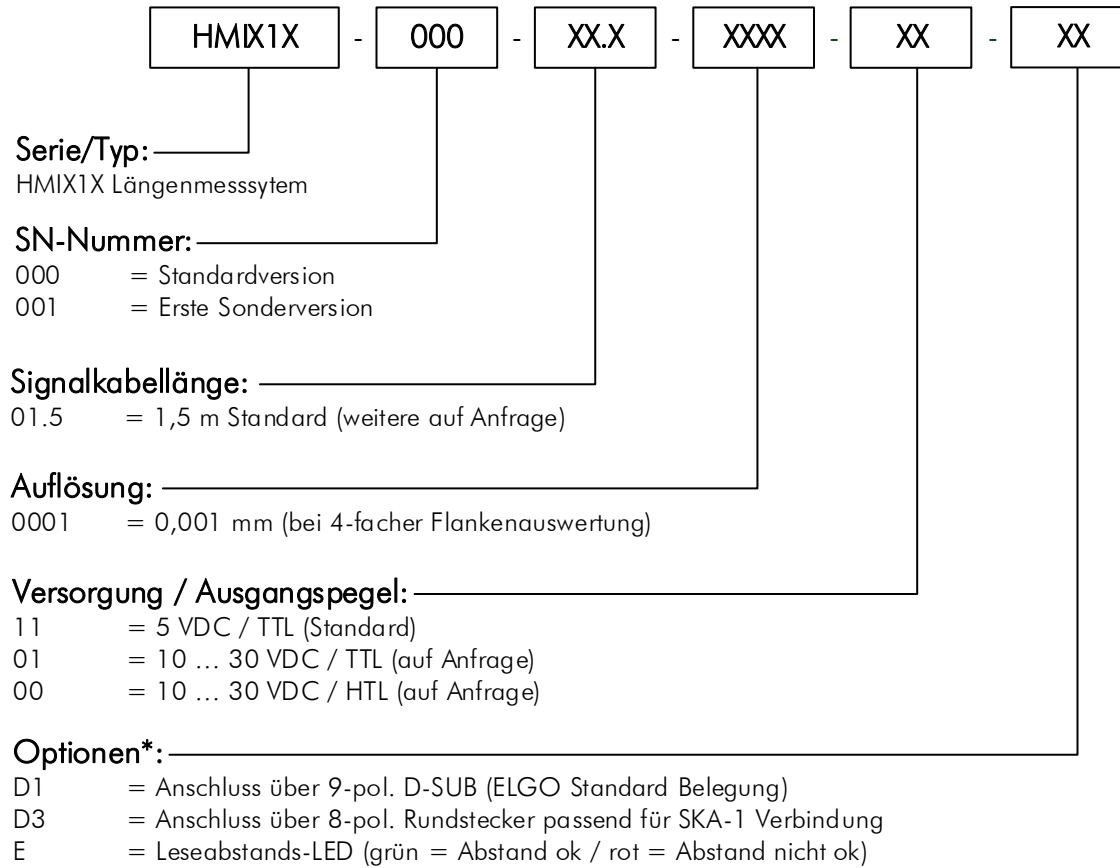 HMIX1X - 000 - XX.X - XXXX - XX - XX
Serie/Typ:
HMIX1X Längenmesssytem
SN-Nummer:
000 = Standardversion
001 = Erste Sonderversion
Signalkabellänge:
01.5 = 1,5 m Standard (weitere auf Anfrage)
Auflösung:
0001 = 0,001 mm (bei 4-facher Flankenauswertung)
Versorgung / Ausgangspegel:
11 = 5 VDC / TTL (Standard)
01 = 10 … 30 VDC / TTL (auf Anfrage)
00 = 10 … 30 VDC / HTL (auf Anfrage)
Optionen*:
D1 = Anschluss über 9-pol. D-SUB (ELGO Standard Belegung)
D3 = Anschluss über 8-pol. Rundstecker passend für SKA-1 Verbindung
E = Leseabstands-LED (grün = Abstand ok / rot = Abstand nicht ok)